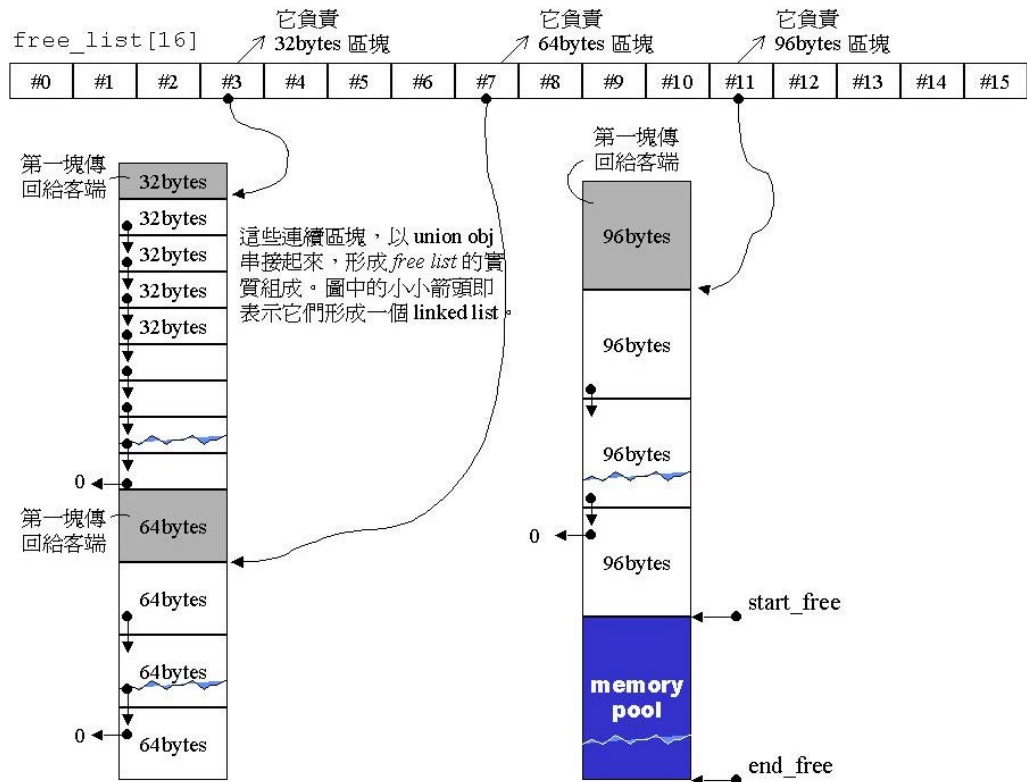 free_list[16]
它負責
32bytes 區塊
它負責
64bytes 區塊
它負責
96bytes 區塊
#0 #1 #2 #3 #4 #5 #6 #7 #8 #9 #10 #11 #12 #13 #14 #15
第一塊傳
回給客端
32bytes
32bytes
32bytes
32bytes
32bytes
0
這些連續區塊，以 union obj
串接起來，形成 free list 的實
質組成。圖中的小小箭頭即
表示它們形成一個 linked list。
第一塊傳
回給客端
64bytes
64bytes
64bytes
0
64bytes
第一塊傳
回給客端
96bytes
96bytes
96bytes
0
96bytes
start_free
memory
pool
end_free